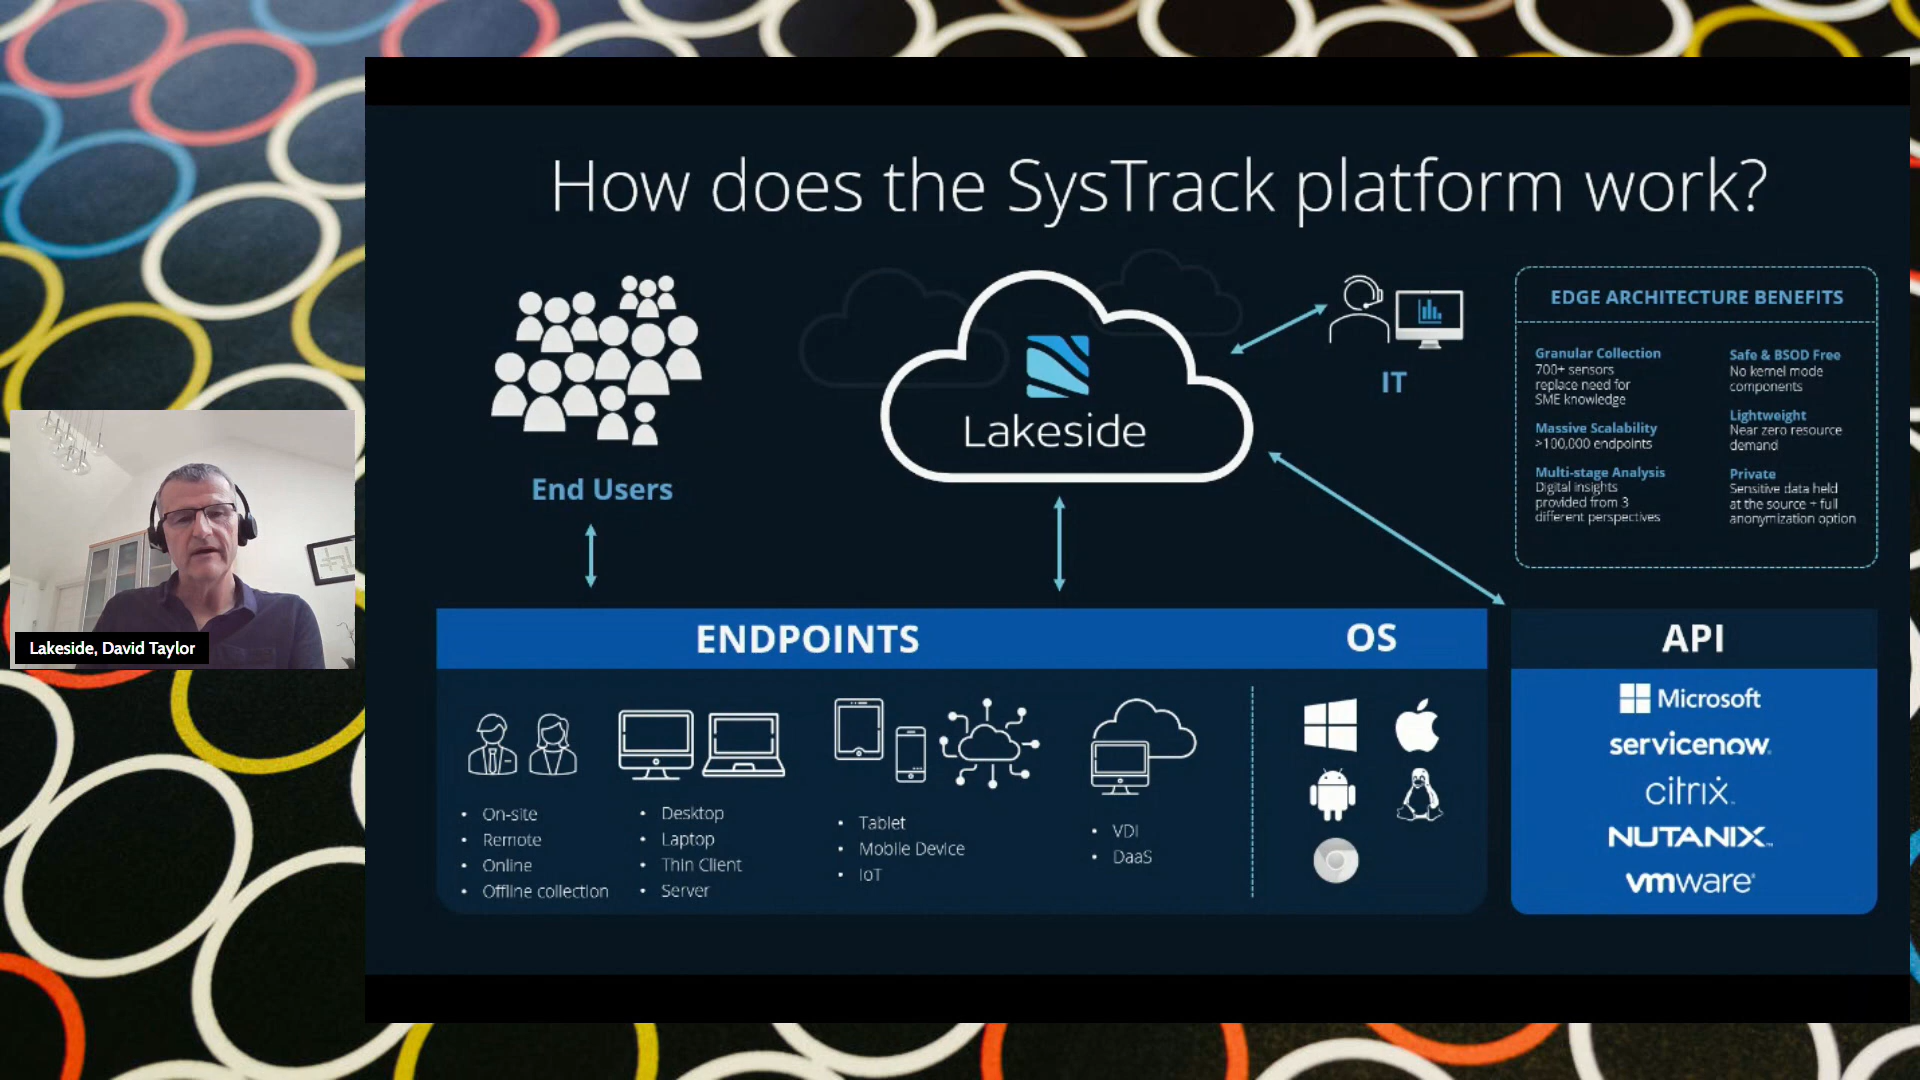 How does the SysTrack platform work?
Lakeside
IT
End Users
EDGE ARCHITECTURE BENEFITS
Granular Collection
700+ sensors
replace need for
SME knowledge
Massive Scalability
>100,000 endpoints
Multi-stage Analysis
Digital insights
provided from 3
different perspectives
Safe & BSOD Free
No kernel mode
components
Lightweight
Near zero resource
demand
Private
Sensitive data held
at the source + full
anonymization option
Lakeside, David Taylor
ENDPOINTS
• On-site
• Remote
• Online
• Offline collection
• Desktop
• Laptop
• Thin Client
• Server
• Tablet
• Mobile Device
• IoT
• VDI
• DaaS
OS
API
Microsoft
servicenow
citrix
NUTANIX
vmware